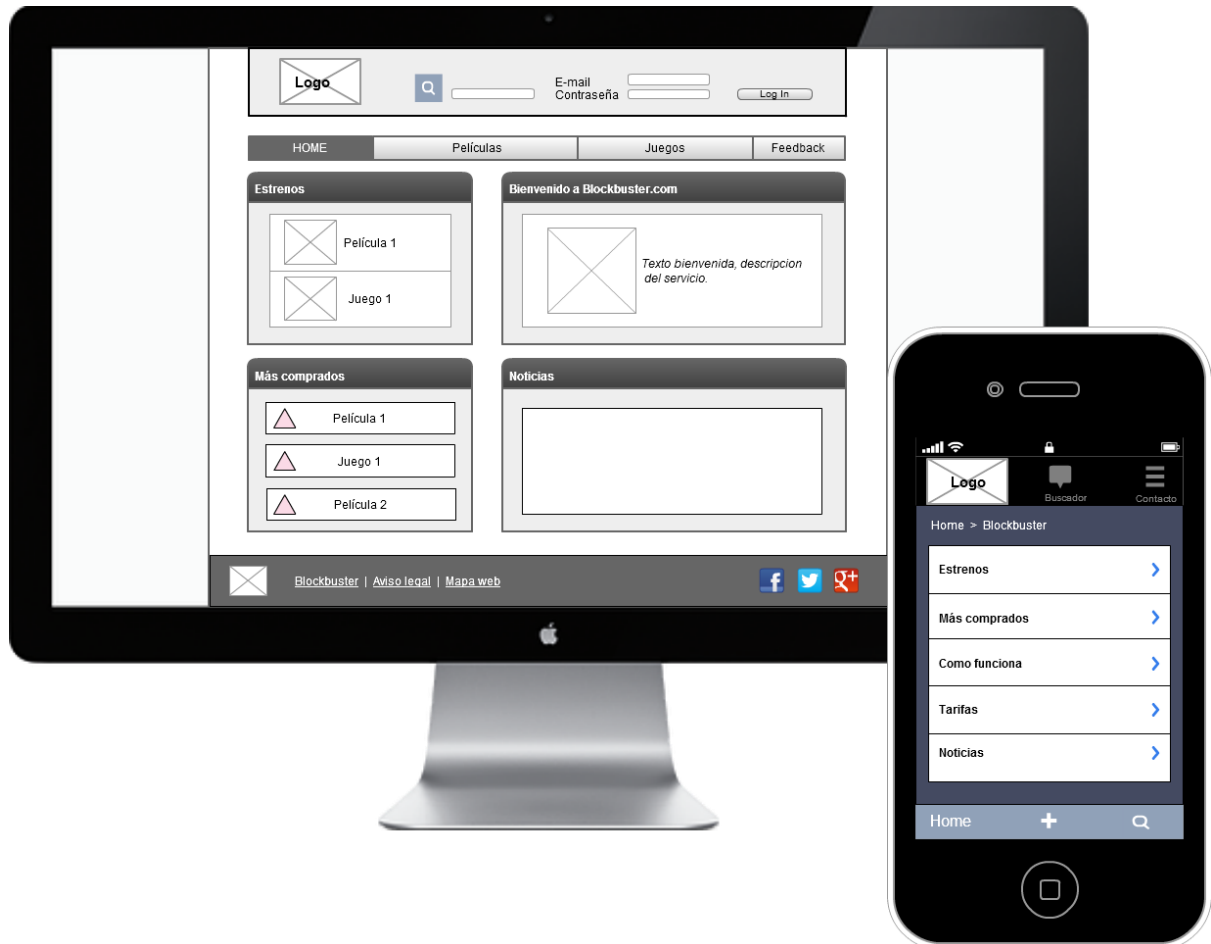 Logo
E-mail
Contraseña
Log In
HOME Películas Juegos Feedback
Estrenos
Película 1
Juego 1
Bienvenido a Blockbuster.com
Texto bienvenida, descripcion
del servicio.
Más comprados
Película 1
Juego 1
Película 2
Noticias
Blockbuster | Aviso legal | Mapa web
Logo
Buscador
Contacto
Home > Blockbuster
Estrenos
Más comprados
Como funciona
Tarifas
Noticias
Home